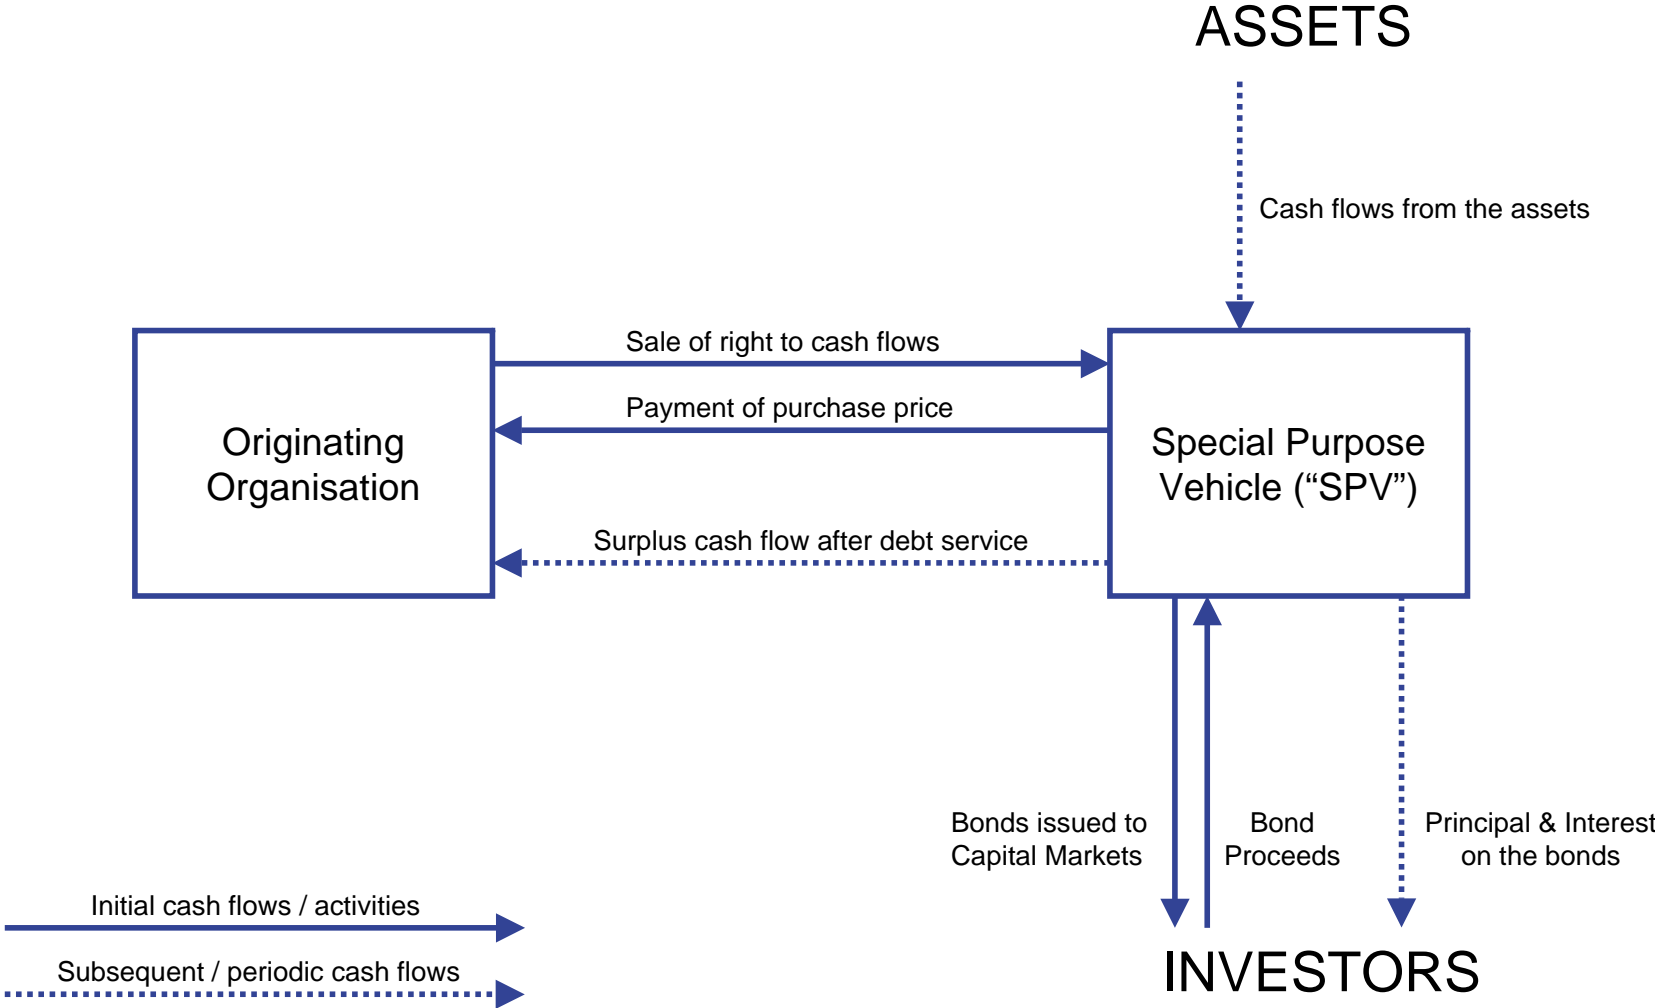 ASSETS
Cash flows from the assets
Sale of right to cash flows
Payment of purchase price
Originating
Organisation
Special Purpose
Vehicle (“SPV”)
Surplus cash flow after debt service
Bonds issued to
Capital Markets
Bond
Proceeds
Principal & Interest
on the bonds
Initial cash flows / activities
Subsequent / periodic cash flows
INVESTORS